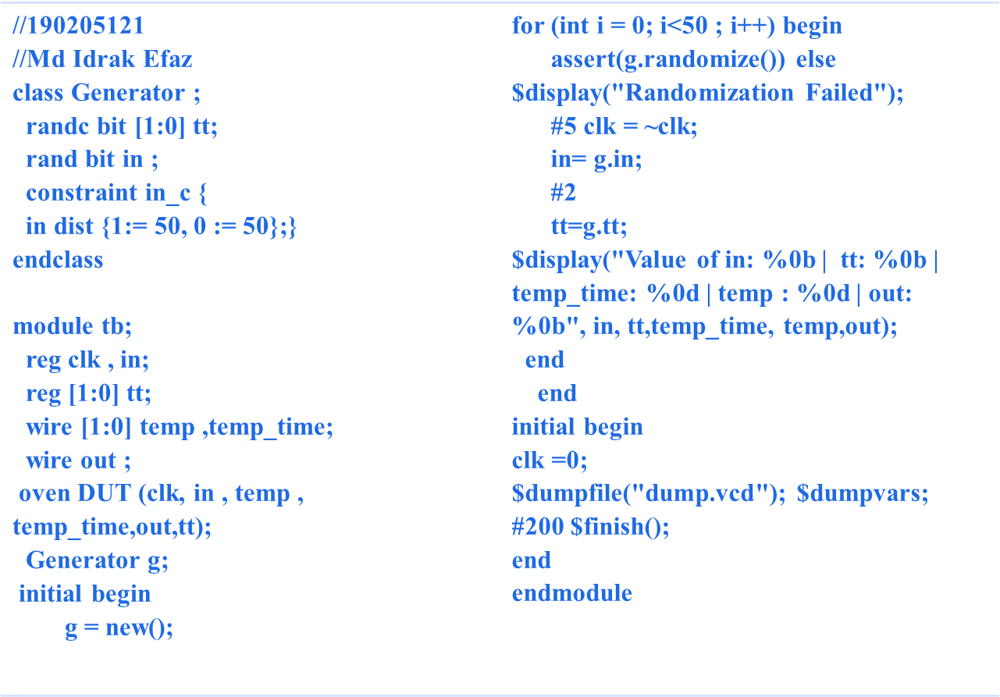 //190205121
//Md Idrak Efaz
class Generator ;
randc bit [1:0] tt;
rand bit in ;
constraint in_c {
in dist {1:= 50, 0 := 50};}
endclass
module tb;
reg clk , in;
reg [1:0] tt;
wire [1:0] temp ,temp_time;
wire out ;
oven DUT (clk, in , temp ,
temp_time,out,tt);
Generator g;
initial begin
g = new();
for (int i = 0; i<50 ; i++) begin
assert(g.randomize()) else
$display("Randomization Failed");
#5 clk = ~clk;
in= g.in;
#2
tt=g.tt;
$display("Value of in: %0b | tt: %0b |
temp_time: %0d | temp : %0d | out:
%0b", in, tt,temp_time, temp,out);
end
end
initial begin
clk =0;
$dumpfile("dump.vcd"); $dumpvars;
#200 $finish();
end
endmodule